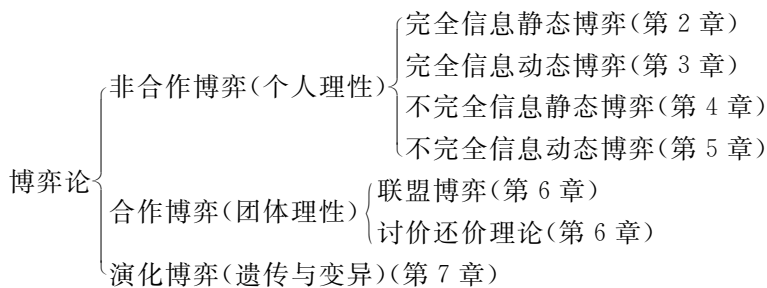 完全信息静态博弈(第 2 章)
非合作博弈(个人理性)
完全信息动态博弈(第 3 章)
不完全信息静态博弈(第 4 章)
不完全信息动态博弈(第 5 章)
博弈论
合作博弈(团体理性)
联盟博弈(第 6 章)
讨价还价理论(第 6 章)
演化博弈(遗传与变异)(第 7 章)